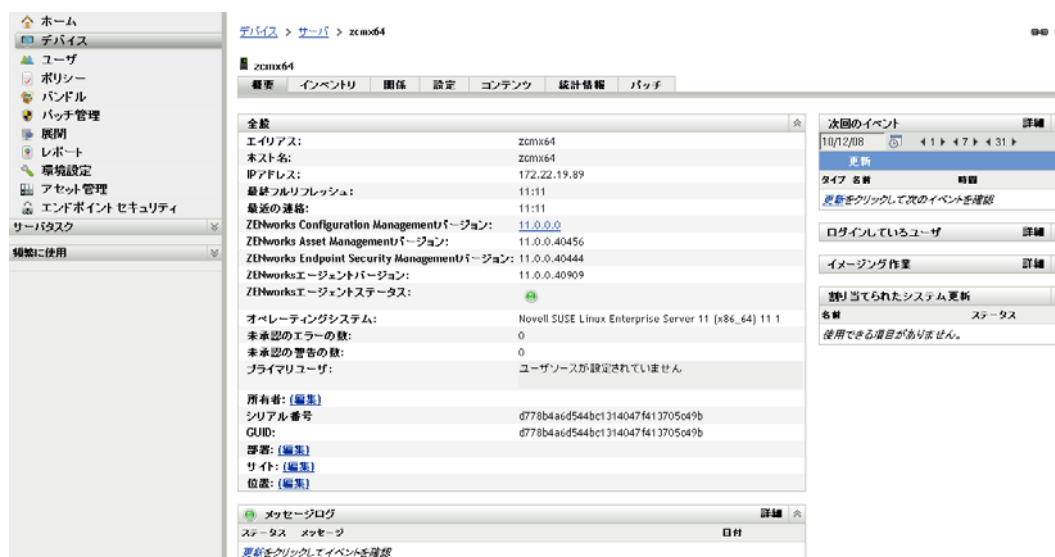 ホーム
デバイス
ユーザ
ポリシー
バンドル
パッチ管理
展開
レポート
環境設定
アセット管理
エンドポイントセキュリティ
サーバタスク
頻繁に使用
デバイス > サーバ > zcmx64
zcmx64
概要 インベントリ 関係 設定 コンテンツ 統計情報 パッチ
全般
エイリアス: zcmx64
ホスト名: zcmx64
IPアドレス: 172.22.19.89
最終フルリフレッシュ: 11:11
最近の連絡: 11:11
ZENworks Configuration Managementバージョン: 11.0.0.0
ZENworks Asset Managementバージョン: 11.0.0.40456
ZENworks Endpoint Security Managementバージョン: 11.0.0.40444
ZENworksエージェントバージョン: 11.0.0.40909
ZENworksエージェントステータス:
オペレーティングシステム: Novell SUSE Linux Enterprise Server 11 (x86_64) 11 1
未承認のエラーの数: 0
未承認の警告の数: 0
プライマリユーザ: ユーザソースが設定されていません
所有者: (編集)
シリアル番号 d778b4a6d544bc1314047f413705c49b
GUID: d778b4a6d544bc1314047f413705c49b
部署: (編集)
サイト: (編集)
位置: (編集)
メッセージログ 詳細
ステータス メッセージ 日付
更新をクリックしてイベントを確認
次回のイベント 詳細
10/12/08 1 7 31
更新
タイプ 名前 時間
更新をクリックして次のイベントを確認
ログインしているユーザ 詳細
イメージング作業 詳細
割り当てられたシステム更新
名前 ステータス
使用できる項目がありません。